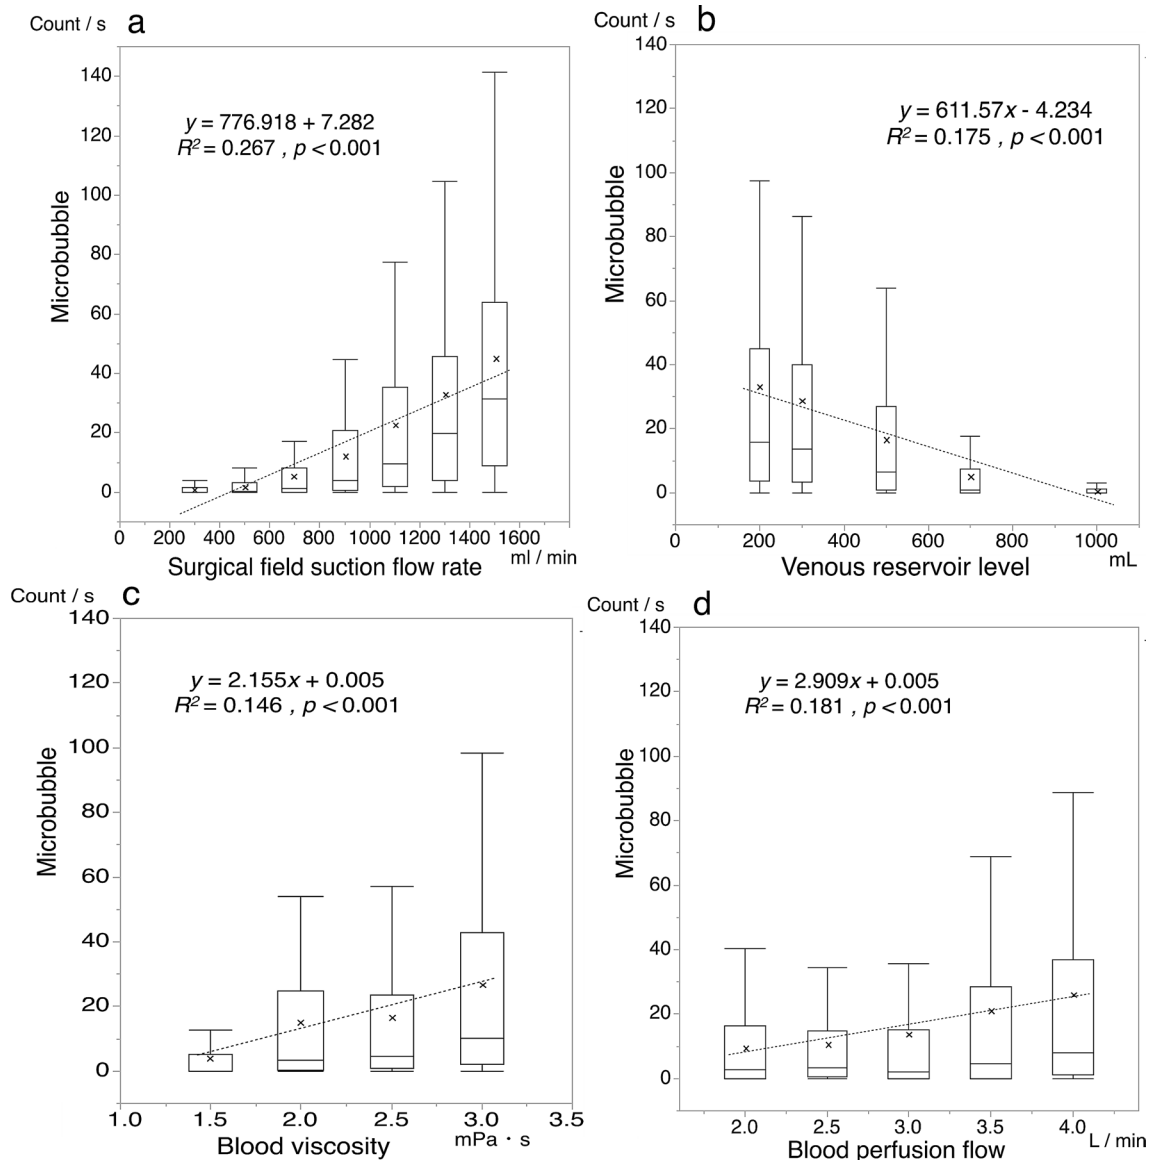 Count / s
a
y = 776.918 + 7.282
R² = 0.267 , p < 0.001
Microbubble
140
120
100
80
60
40
20
0
0 200 400 600 800 1000 1200 1400 1600
ml / min
Surgical field suction flow rate
Count / s
b
y = 611.57x - 4.234
R² = 0.175 , p < 0.001
Microbubble
140
120
100
80
60
40
20
0
0 200 400 600 800 1000
mL
Venous reservoir level
Count / s
c
y = 2.155x + 0.005
R² = 0.146 , p < 0.001
Microbubble
140
120
100
80
60
40
20
0
1.0 1.5 2.0 2.5 3.0 3.5
mPa・s
Blood viscosity
Count / s
d
y = 2.909x + 0.005
R² = 0.181 , p < 0.001
Microbubble
140
120
100
80
60
40
20
0
2.0 2.5 3.0 3.5 4.0
L / min
Blood perfusion flow